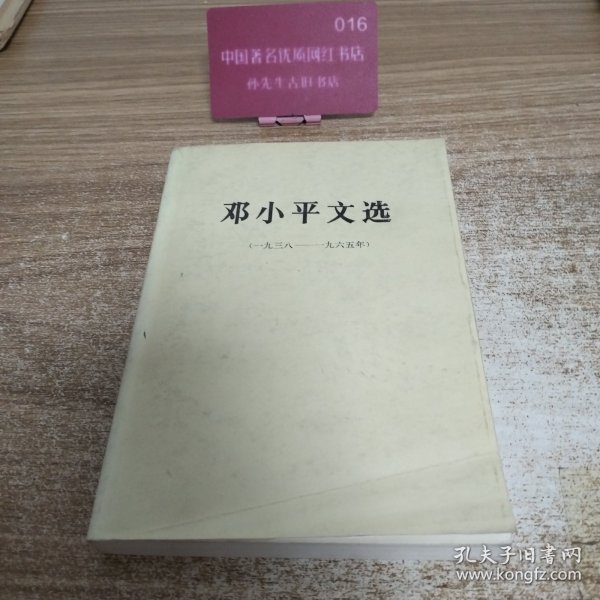 016
中国著名优质网红书店
孙先生古旧书店
邓小平文选
（一九三八——一九六五年）
孔夫子旧书网
www.kongfz.com